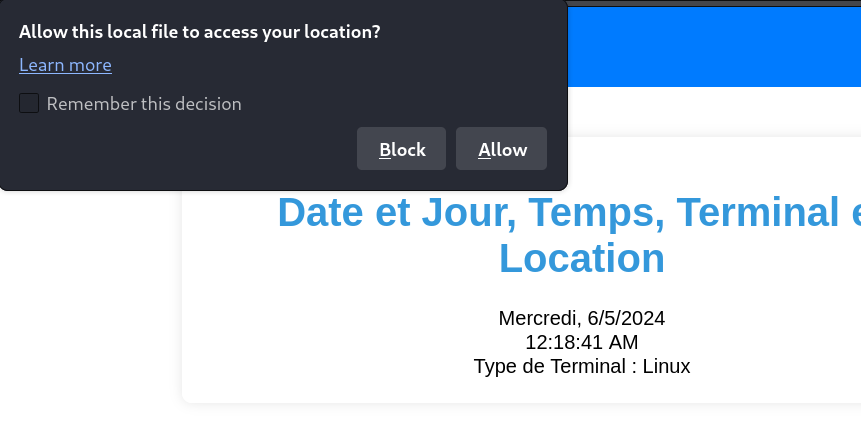 Allow this local file to access your location?
Learn more
Remember this decision
Block
Allow
Date et Jour, Temps, Terminal e
Location
Mercredi, 6/5/2024
12:18:41 AM
Type de Terminal : Linux